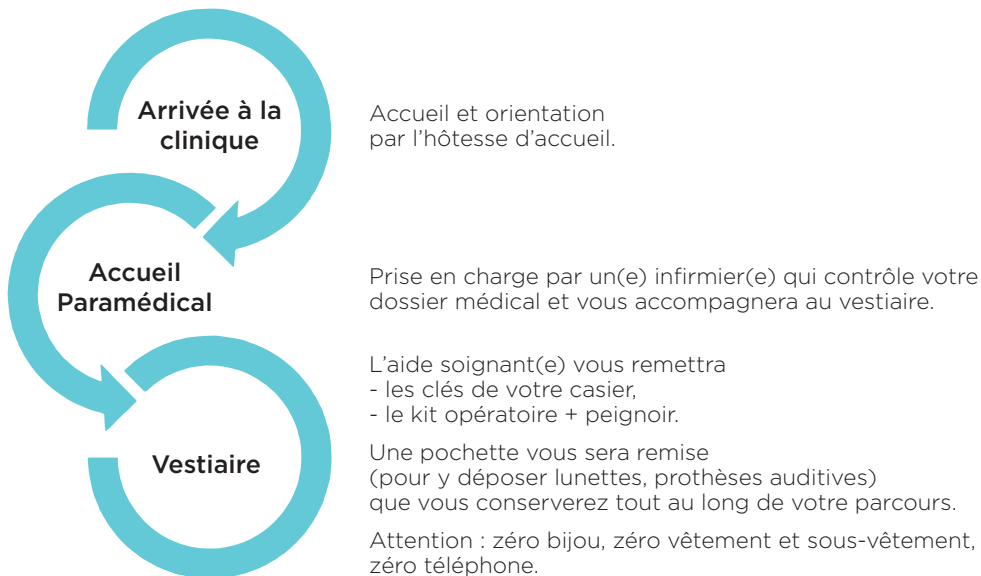 Arrivée à la
clinique
Accueil et orientation
par l’hôtesse d’accueil.
Accueil
Paramédical
Prise en charge par un(e) infirmier(e) qui contrôle votre
dossier médical et vous accompagnera au vestiaire.
Vestiaire
L’aide soignant(e) vous remettra
- les clés de votre casier,
- le kit opératoire + peignoir.
Une pochette vous sera remise
(pour y déposer lunettes, prothèses auditives)
que vous conserverez tout au long de votre parcours.
Attention : zéro bijou, zéro vêtement et sous-vêtement,
zéro téléphone.